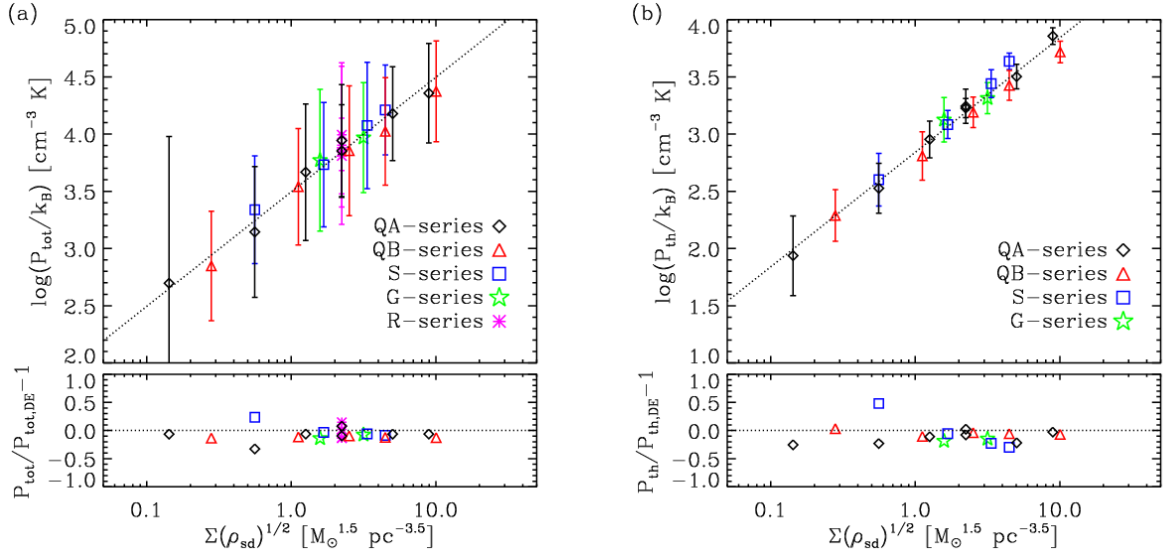 (a)
5.0
4.5
4.0
3.5
3.0
2.5
2.0
log(P_tot/k_B) [cm^−3 K]
QA−series
QB−series
S−series
G−series
R−series
1.0
0.5
0.0
−0.5
−1.0
P_tot/P_tot,DE−1
0.1 1.0 10.0
Σ(ρ_sd)^1/2 [M_⊙^1.5 pc^−3.5]
(b)
4.0
3.5
3.0
2.5
2.0
1.5
1.0
log(P_th/k_B) [cm^−3 K]
QA−series
QB−series
S−series
G−series
1.0
0.5
0.0
−0.5
−1.0
P_th/P_th,DE−1
0.1 1.0 10.0
Σ(ρ_sd)^1/2 [M_⊙^1.5 pc^−3.5]